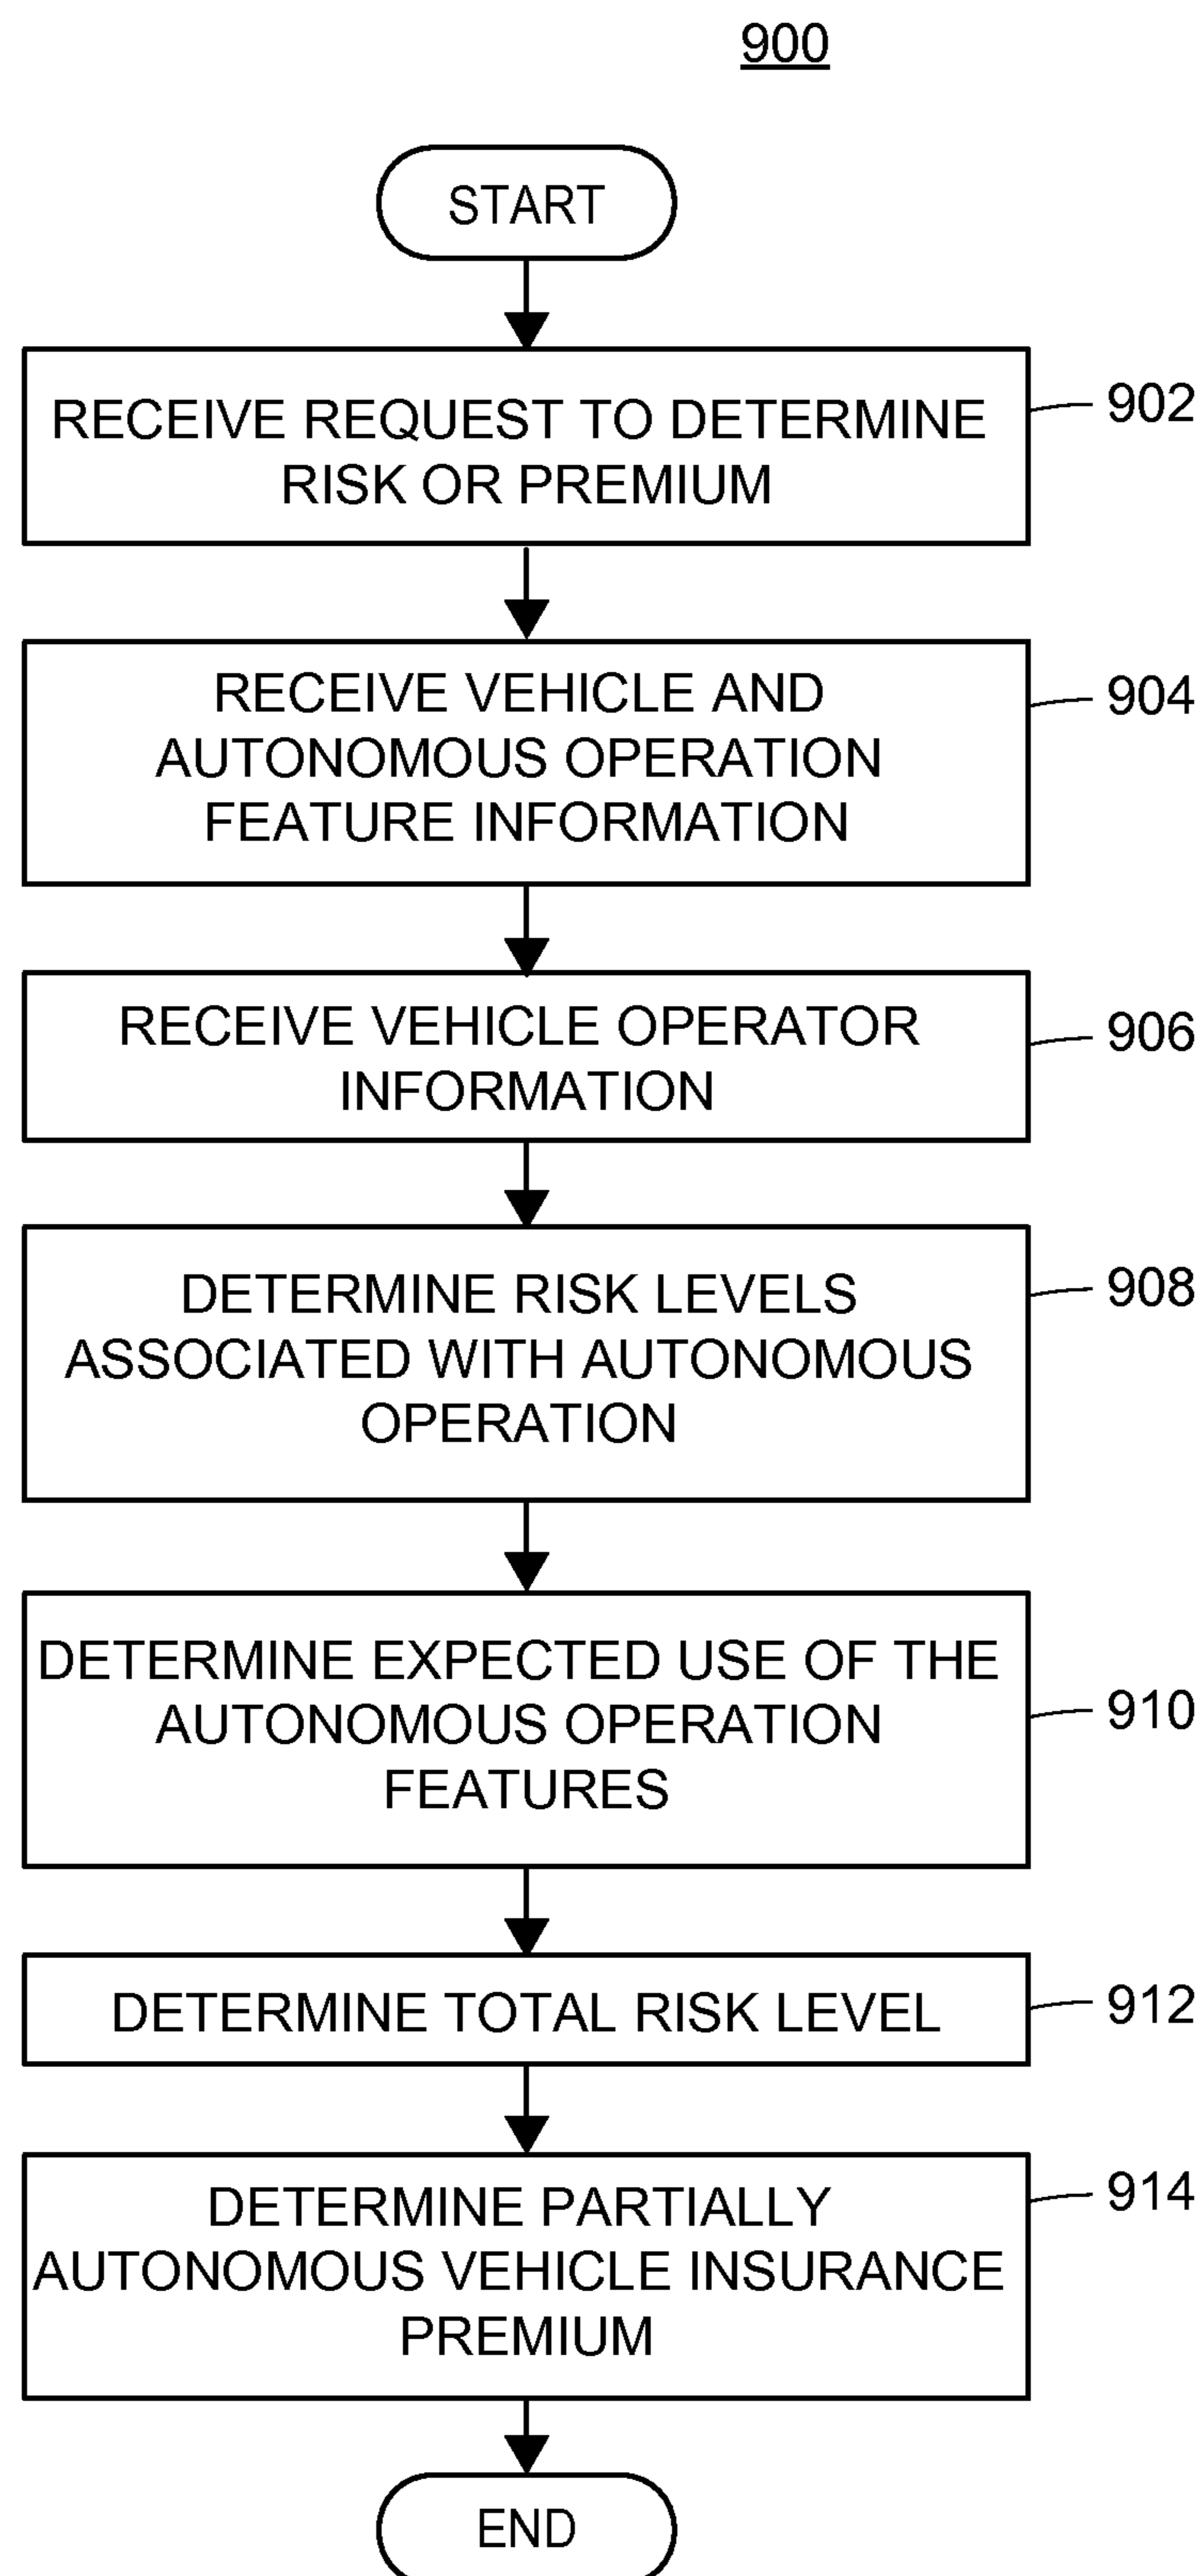 900
START
RECEIVE REQUEST TO DETERMINE
RISK OR PREMIUM
902
RECEIVE VEHICLE AND
AUTONOMOUS OPERATION
FEATURE INFORMATION
904
RECEIVE VEHICLE OPERATOR
INFORMATION
906
DETERMINE RISK LEVELS
ASSOCIATED WITH AUTONOMOUS
OPERATION
908
DETERMINE EXPECTED USE OF THE
AUTONOMOUS OPERATION
FEATURES
910
DETERMINE TOTAL RISK LEVEL
912
DETERMINE PARTIALLY
AUTONOMOUS VEHICLE INSURANCE
PREMIUM
914
END